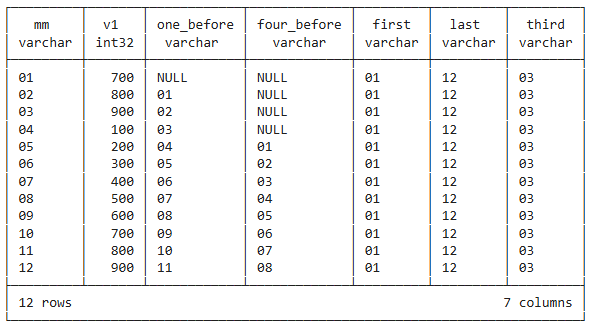 mm v1 one_before four_before first last third
varchar int32 varchar varchar varchar varchar varchar
01 700 NULL NULL 01 12 03
02 800 01 NULL 01 12 03
03 900 02 NULL 01 12 03
04 100 03 NULL 01 12 03
05 200 04 01 01 12 03
06 300 05 02 01 12 03
07 400 06 03 01 12 03
08 500 07 04 01 12 03
09 600 08 05 01 12 03
10 700 09 06 01 12 03
11 800 10 07 01 12 03
12 900 11 08 01 12 03
12 rows 7 columns